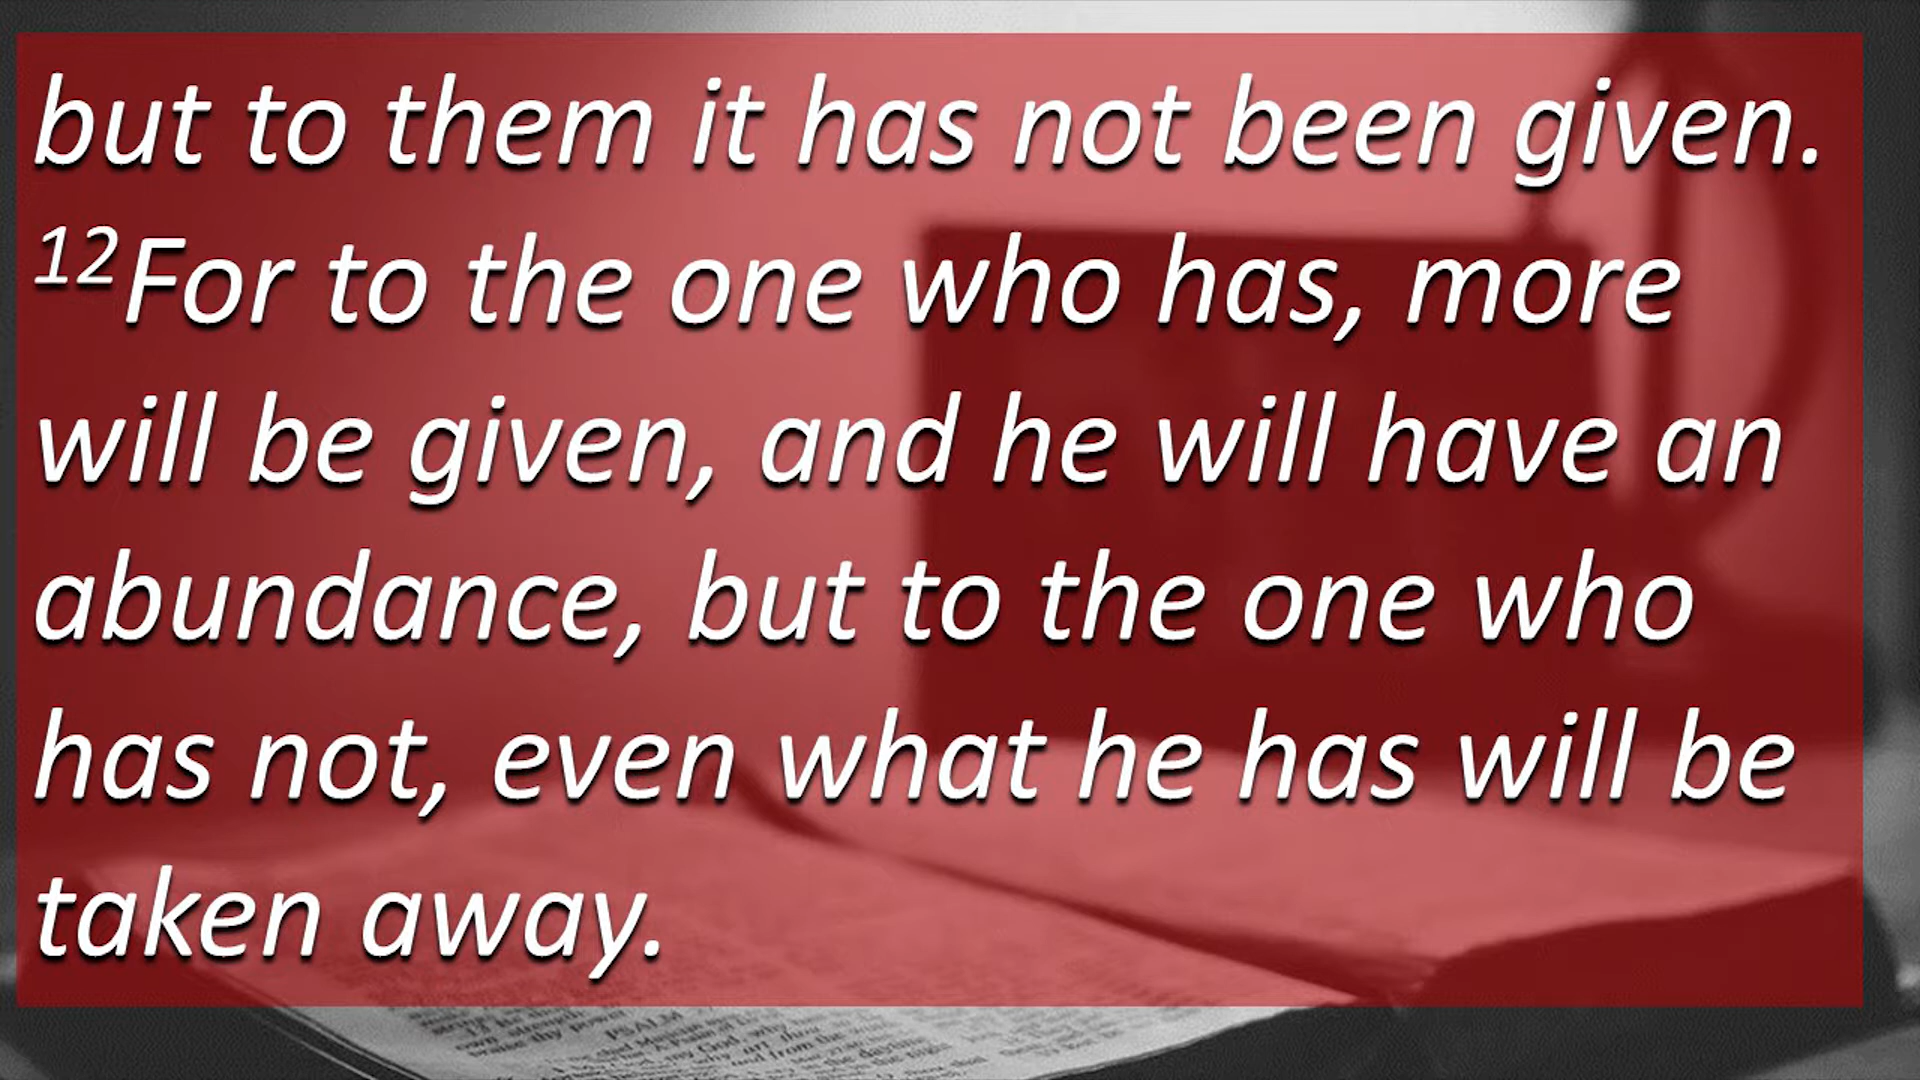 but to them it has not been given.
12For to the one who has, more
will be given, and he will have an
abundance, but to the one who
has not, even what he has will be
taken away.
PSALM